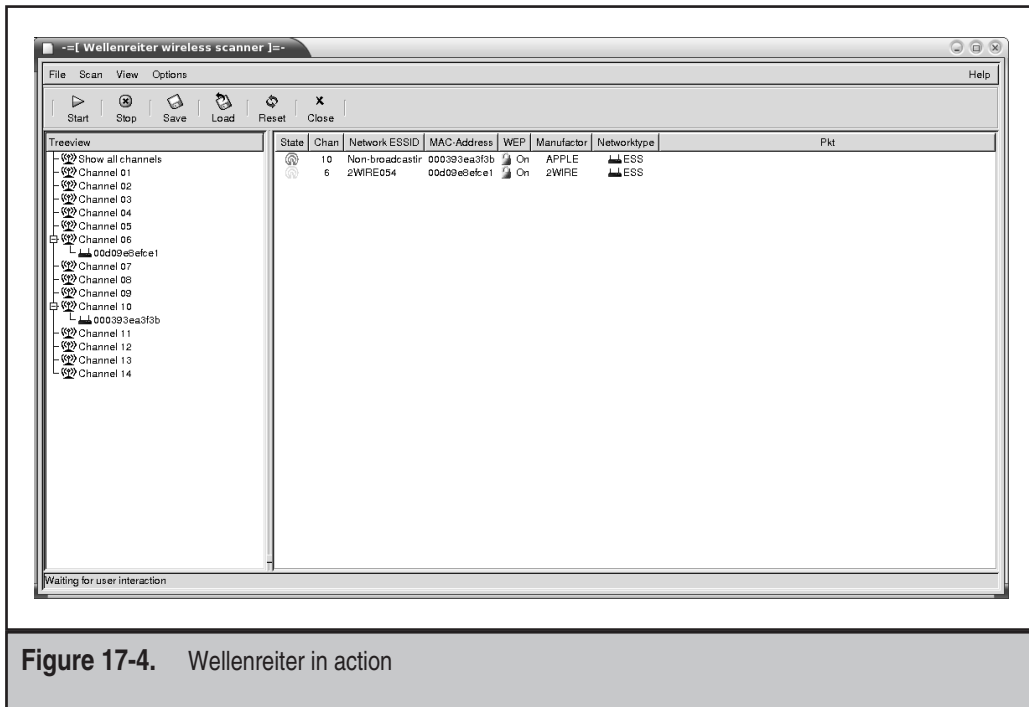 -=[ Wellenreiter wireless scanner ]=-
File Scan View Options Help
Start Stop Save Load Reset Close
Treeview
Show all channels
Channel 01
Channel 02
Channel 03
Channel 04
Channel 05
Channel 06
00d09e8efce1
Channel 07
Channel 08
Channel 09
Channel 10
000393ea3f3b
Channel 11
Channel 12
Channel 13
Channel 14
State Chan Network ESSID MAC-Address WEP Manufactor Networktype Pkt
10 Non-broadcastin 000393ea3f3b On APPLE ESS
6 2WIRE054 00d09e8efce1 On 2WIRE ESS
Waiting for user interaction
Figure 17-4. Wellenreiter in action